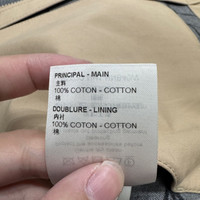 PRINCIPAL - MAIN
主料
100% COTON - COTTON
棉
DOUBLURE - LINING
内衬
100% COTON - COTTON
棉